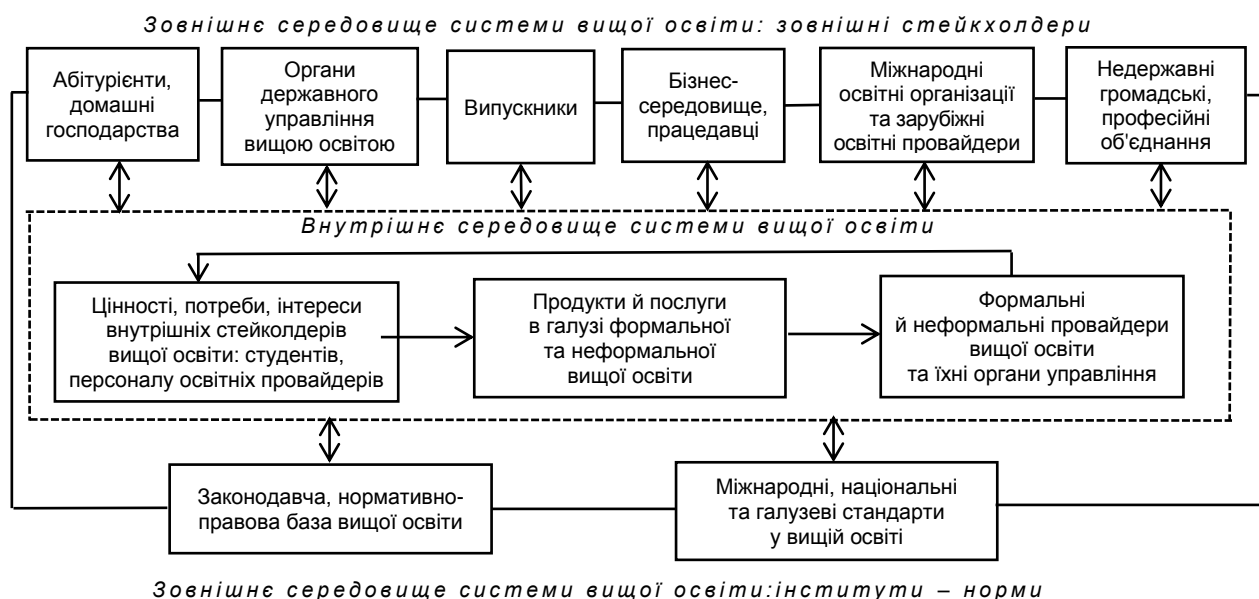 Зовнішнє середовище системи вищої освіти: зовнішні стейкхолдери
Абітурієнти,
домашні
господарства
Органи
державного
управління
вищою освітою
Випускники
Бізнес-
середовище,
працедавці
Міжнародні
освітні організації
та зарубіжні
освітні провайдери
Недержавні
громадські,
професійні
об'єднання
Внутрішнє середовище системи вищої освіти
Цінності, потреби, інтереси
внутрішніх стейколдерів
вищої освіти: студентів,
персоналу освітніх провайдерів
Продукти й послуги
в галузі формальної
та неформальної
вищої освіти
Формальні
й неформальні провайдери
вищої освіти
та їхні органи управління
Законодавча, нормативно-
правова база вищої освіти
Міжнародні, національні
та галузеві стандарти
у вищій освіті
Зовнішнє середовище системи вищої освіти:інститути – норми